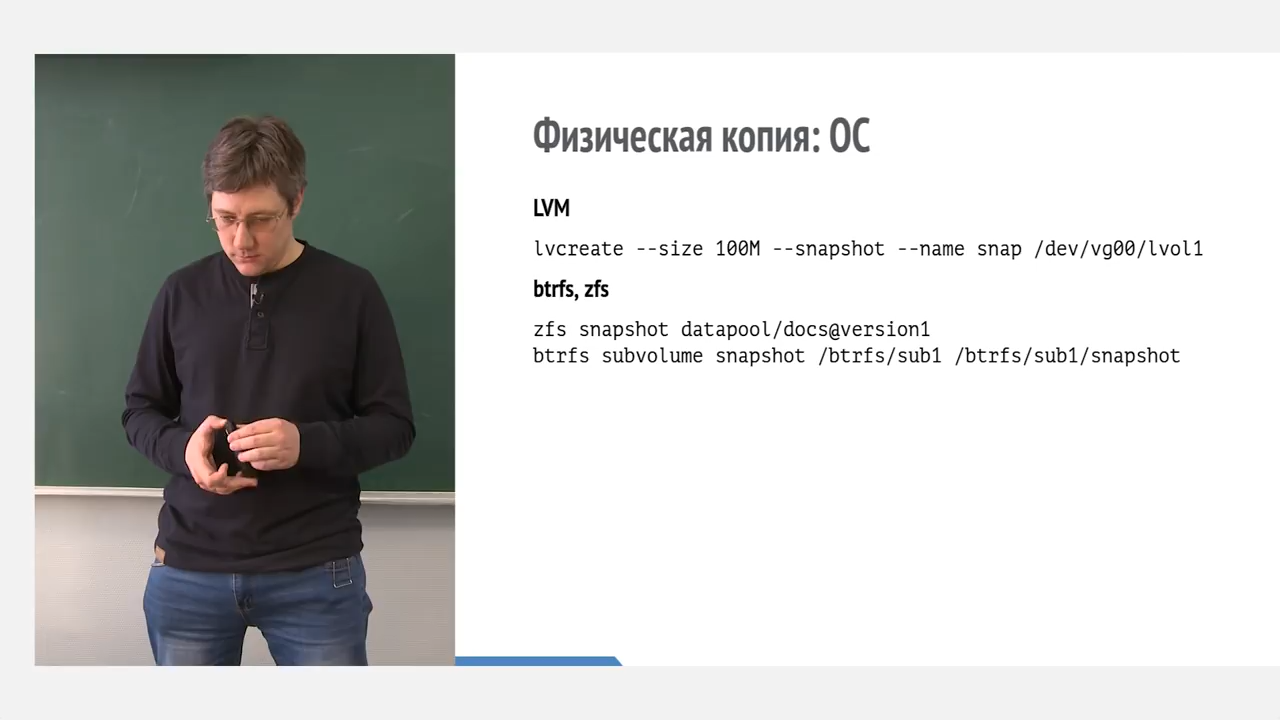 Физическая копия: ОС
LVM
lvcreate --size 100M --snapshot --name snap /dev/vg00/lvol1
btrfs, zfs
zfs snapshot datapool/docs@version1
btrfs subvolume snapshot /btrfs/sub1 /btrfs/sub1/snapshot